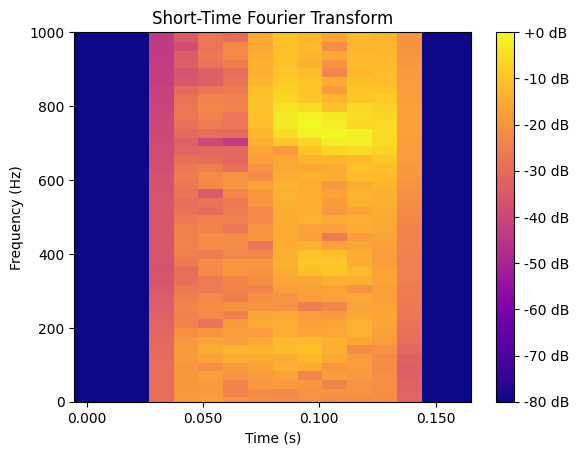 Short-Time Fourier Transform
Frequency (Hz)
1000
800
600
400
200
0
0.000
0.050
0.100
0.150
Time (s)
+0 dB
-10 dB
-20 dB
-30 dB
-40 dB
-50 dB
-60 dB
-70 dB
-80 dB